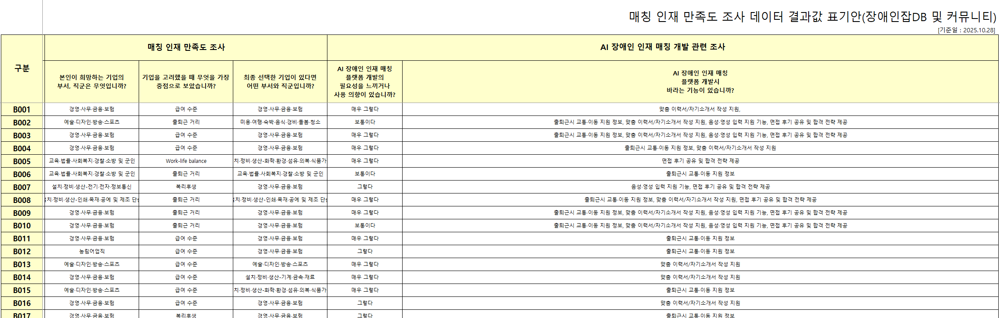 매칭 인재 만족도 조사 데이터 결과값 표기안(장애인잡DB 및 커뮤니티)
[기준일 : 2025.10.28]
구분
매칭 인재 만족도 조사
AI 장애인 인재 매칭 개발 관련 조사
본인이 희망하는 기업의
부서, 직군은 무엇입니까?
기업을 고려했을 때 무엇을 가장
중점으로 보았습니까?
최종 선택한 기업이 있다면
어떤 부서와 직군입니까?
AI 장애인 인재 매칭
플랫폼 개발의
필요성을 느끼거나
사용 의향이 있습니까?
AI 장애인 인재 매칭
플랫폼 개발시
바라는 기능이 있습니까?
B001 경영·사무·금융·보험 급여 수준 경영·사무·금융·보험 매우 그렇다 맞춤 이력서/자기소개서 작성 지원,
B002 예술·디자인·방송·스포츠 출퇴근 거리 미용·여행·숙박·음식·경비·돌봄·청소 보통이다 출퇴근시 교통·이동 지원 정보, 맞춤 이력서/자기소개서 작성 지원, 음성·영성 입력 지원 기능, 면접 후기 공유 및 합격 전략 제공
B003 경영·사무·금융·보험 급여 수준 경영·사무·금융·보험 매우 그렇다 출퇴근시 교통·이동 지원 정보, 맞춤 이력서/자기소개서 작성 지원, 음성·영성 입력 지원 기능, 면접 후기 공유 및 합격 전략 제공
B004 경영·사무·금융·보험 급여 수준 경영·사무·금융·보험 매우 그렇다 출퇴근시 교통·이동 지원 정보, 맞춤 이력서/자기소개서 작성 지원
B005 교육·법률·사회복지·경찰·소방 및 군인 Work-life balance 치·정비·생산-화학·환경·섬유·의복·식품가 매우 그렇다 면접 후기 공유 및 합격 전략 제공
B006 교육·법률·사회복지·경찰·소방 및 군인 출퇴근 거리 교육·법률·사회복지·경찰·소방 및 군인 보통이다 출퇴근시 교통·이동 지원 정보
B007 설치·정비·생산-전기·전자·정보통신 복리후생 경영·사무·금융·보험 그렇다 음성·영성 입력 지원 기능, 면접 후기 공유 및 합격 전략 제공
B008 설치·정비·생산-인쇄·목재·공예 및 제조 단순 출퇴근 거리 설치·정비·생산-인쇄·목재·공예 및 제조 단순 매우 그렇다 출퇴근시 교통·이동 지원 정보, 맞춤 이력서/자기소개서 작성 지원, 면접 후기 공유 및 합격 전략 제공
B009 경영·사무·금융·보험 출퇴근 거리 경영·사무·금융·보험 매우 그렇다 출퇴근시 교통·이동 지원 정보, 맞춤 이력서/자기소개서 작성 지원, 음성·영성 입력 지원 기능, 면접 후기 공유 및 합격 전략 제공
B010 경영·사무·금융·보험 출퇴근 거리 경영·사무·금융·보험 보통이다 출퇴근시 교통·이동 지원 정보, 맞춤 이력서/자기소개서 작성 지원, 음성·영성 입력 지원 기능, 면접 후기 공유 및 합격 전략 제공
B011 경영·사무·금융·보험 급여 수준 경영·사무·금융·보험 매우 그렇다 출퇴근시 교통·이동 지원 정보
B012 농림어업직 급여 수준 경영·사무·금융·보험 그렇다 출퇴근시 교통·이동 지원 정보
B013 예술·디자인·방송·스포츠 급여 수준 예술·디자인·방송·스포츠 매우 그렇다 맞춤 이력서/자기소개서 작성 지원
B014 경영·사무·금융·보험 급여 수준 설치·정비·생산-기계·금속·재료 매우 그렇다 맞춤 이력서/자기소개서 작성 지원
B015 예술·디자인·방송·스포츠 급여 수준 치·정비·생산-화학·환경·섬유·의복·식품가 매우 그렇다 출퇴근시 교통·이동 지원 정보
B016 경영·사무·금융·보험 급여 수준 경영·사무·금융·보험 그렇다 맞춤 이력서/자기소개서 작성 지원
B017 경영·사무·금융·보험 복리후생 경영·사무·금융·보험 그렇다 출퇴근시 교통·이동 지원 정보